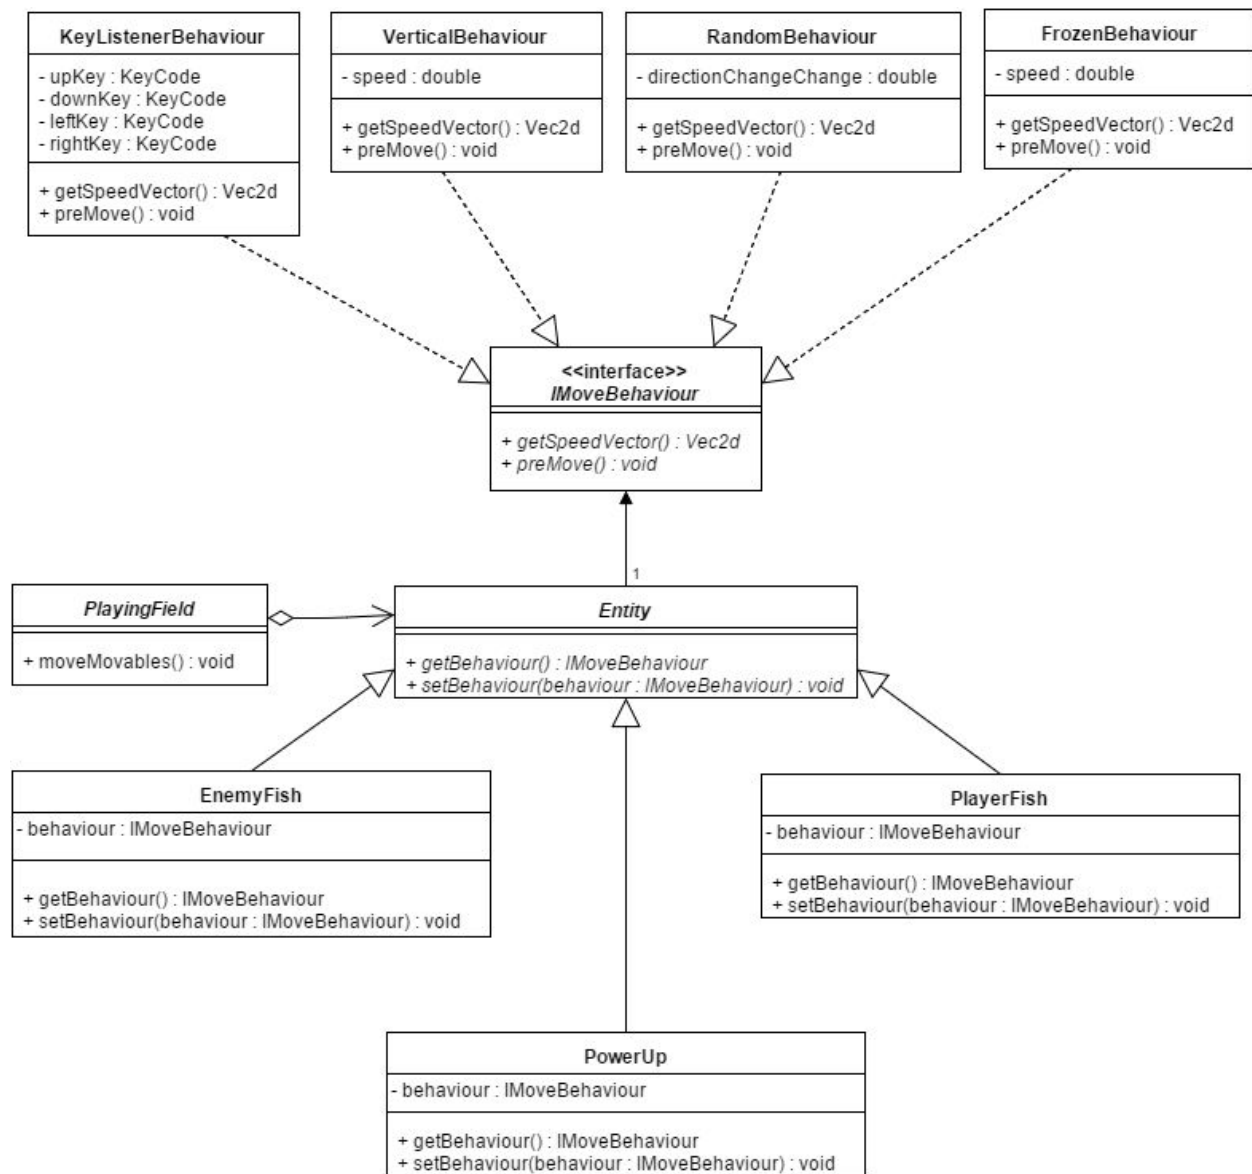 KeyListenerBehaviour
- upKey : KeyCode
- downKey : KeyCode
- leftKey : KeyCode
- rightKey : KeyCode
+ getSpeedVector() : Vec2d
+ preMove() : void
VerticalBehaviour
- speed : double
+ getSpeedVector() : Vec2d
+ preMove() : void
RandomBehaviour
- directionChangeChange : double
+ getSpeedVector() : Vec2d
+ preMove() : void
FrozenBehaviour
- speed : double
+ getSpeedVector() : Vec2d
+ preMove() : void
<<interface>>
IMoveBehaviour
+ getSpeedVector() : Vec2d
+ preMove() : void
1
PlayingField
+ moveMovables() : void
Entity
+ getBehaviour() : IMoveBehaviour
+ setBehaviour(behaviour : IMoveBehaviour) : void
EnemyFish
- behaviour : IMoveBehaviour
+ getBehaviour() : IMoveBehaviour
+ setBehaviour(behaviour : IMoveBehaviour) : void
PlayerFish
- behaviour : IMoveBehaviour
+ getBehaviour() : IMoveBehaviour
+ setBehaviour(behaviour : IMoveBehaviour) : void
PowerUp
- behaviour : IMoveBehaviour
+ getBehaviour() : IMoveBehaviour
+ setBehaviour(behaviour : IMoveBehaviour) : void